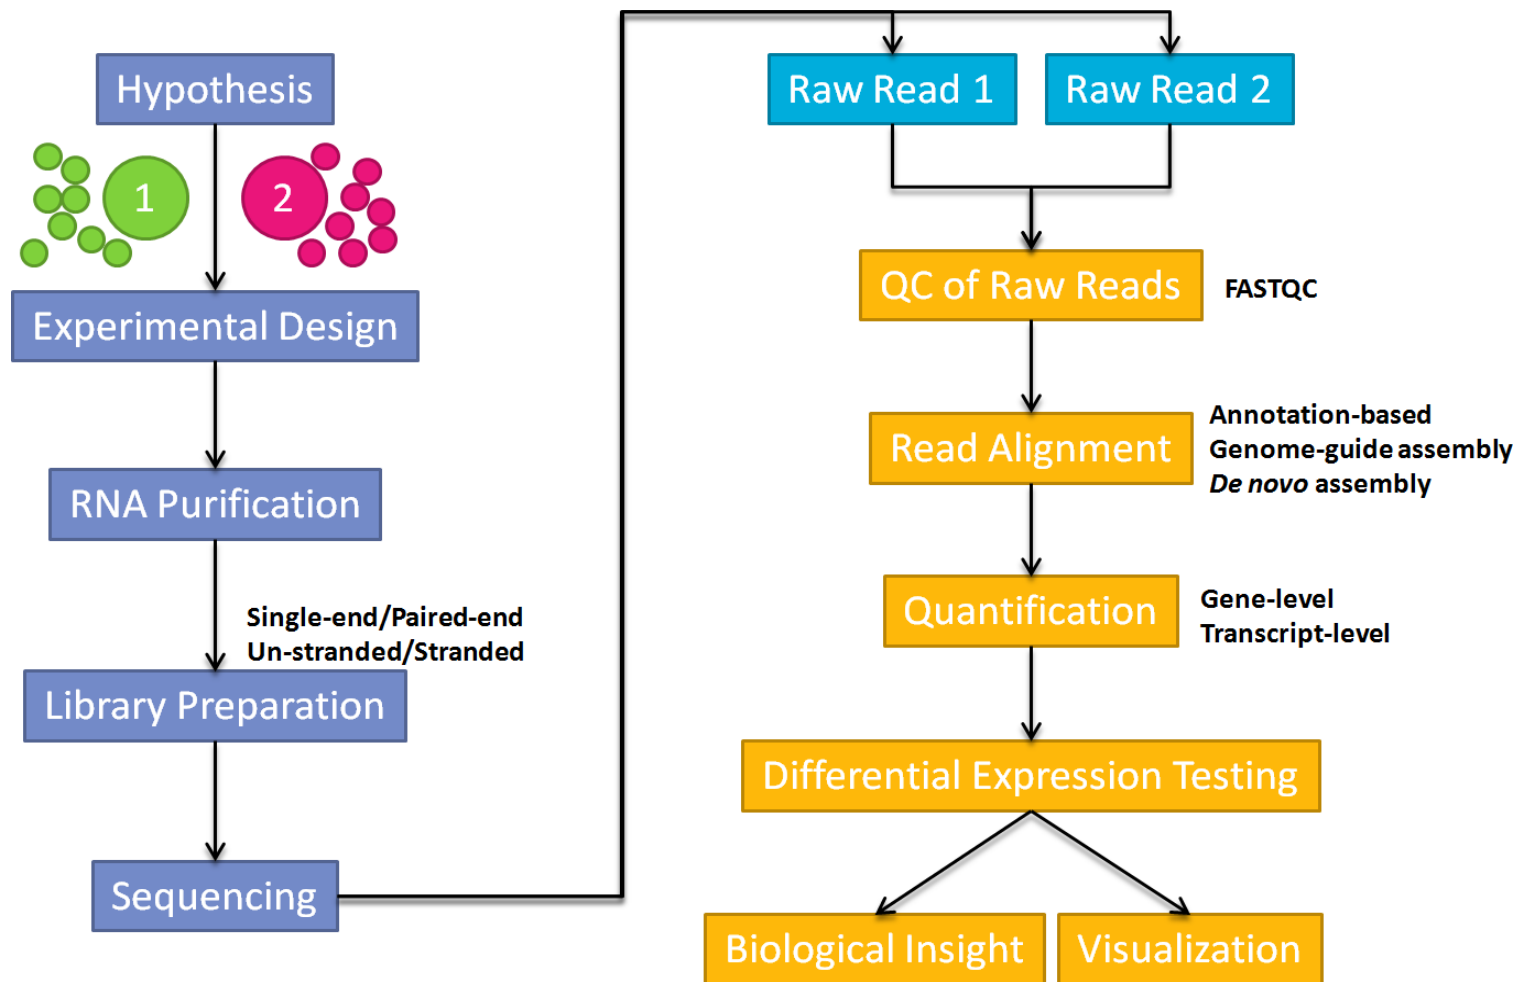 Hypothesis
1
2
Experimental Design
RNA Purification
Single-end/Paired-end
Un-stranded/Stranded
Library Preparation
Sequencing
Raw Read 1
Raw Read 2
QC of Raw Reads
FASTQC
Read Alignment
Annotation-based
Genome-guide assembly
De novo assembly
Quantification
Gene-level
Transcript-level
Differential Expression Testing
Biological Insight
Visualization